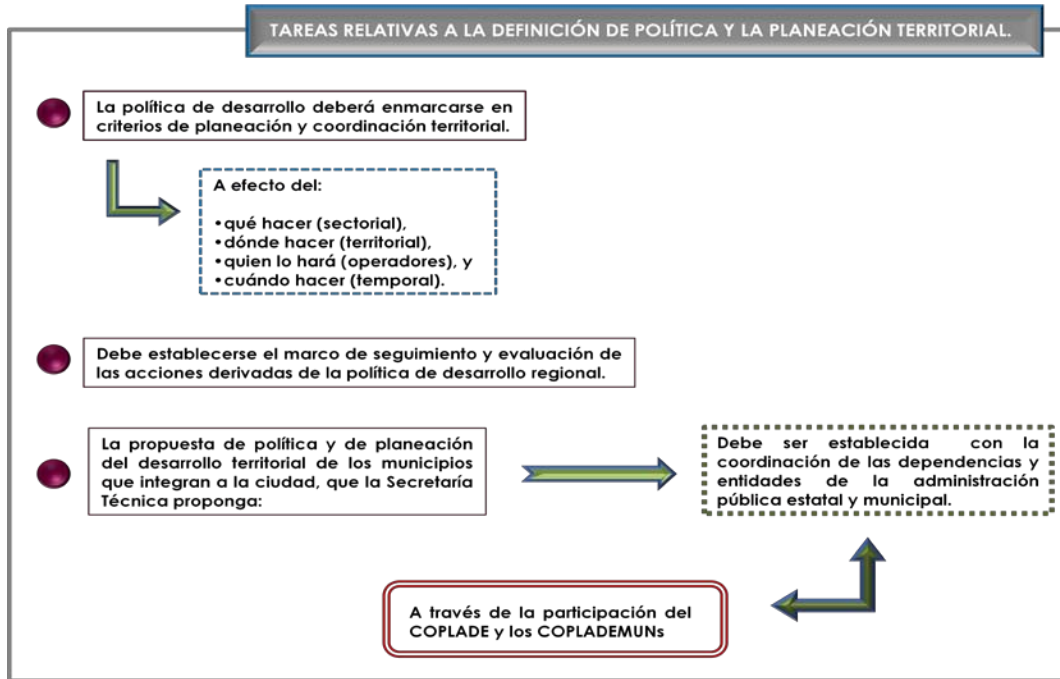 TAREAS RELATIVAS A LA DEFINICIÓN DE POLÍTICA Y LA PLANEACIÓN TERRITORIAL.
La política de desarrollo deberá enmarcarse en
criterios de planeación y coordinación territorial.
A efecto del:
•qué hacer (sectorial),
•dónde hacer (territorial),
•quien lo hará (operadores), y
•cuándo hacer (temporal).
Debe establecerse el marco de seguimiento y evaluación de
las acciones derivadas de la política de desarrollo regional.
La propuesta de política y de planeación
del desarrollo territorial de los municipios
que integran a la ciudad, que la Secretaría
Técnica proponga:
Debe ser establecida con la
coordinación de las dependencias y
entidades de la administración
pública estatal y municipal.
A través de la participación del
COPLADE y los COPLADEMUNs